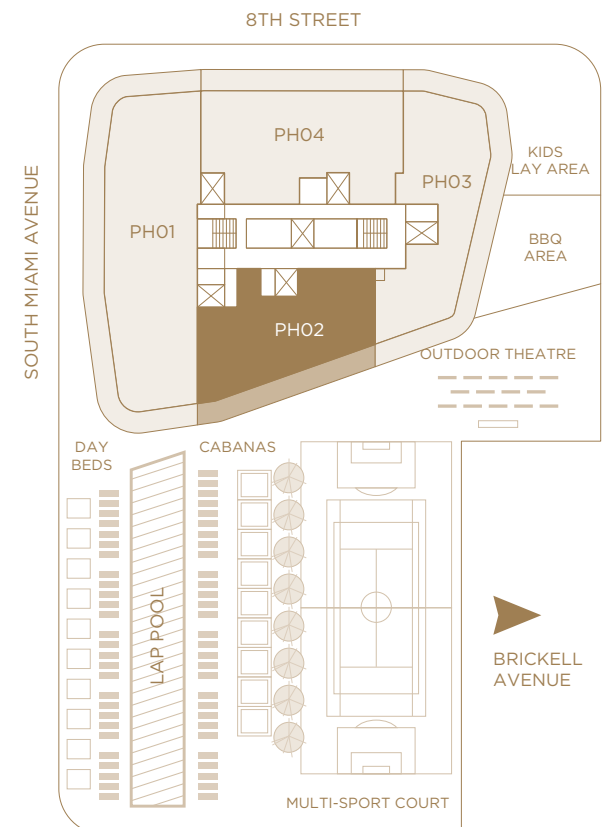 8TH STREET
SOUTH MIAMI AVENUE
PH04
PH03
PH01
PH02
KIDS
LAY AREA
BBQ
AREA
OUTDOOR THEATRE
DAY
BEDS
CABANAS
LAP POOL
BRICKELL
AVENUE
MULTI-SPORT COURT